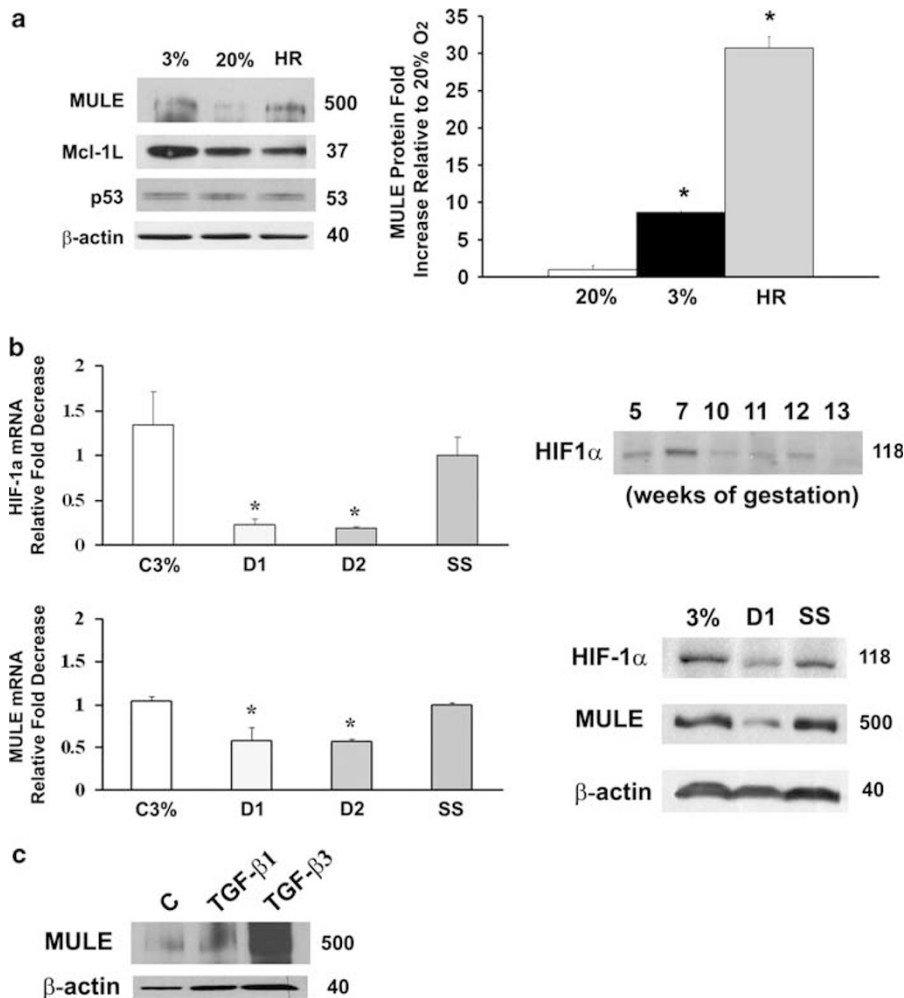 a
3% 20% HR
MULE 500
Mcl-1L 37
p53 53
β-actin 40
MULE Protein Fold
Increase Relative to 20% O2
35
30
25
20
15
10
5
0
*
*
20% 3% HR
b
HIF-1a mRNA
Relative Fold Decrease
2
1.5
1
0.5
0
* *
C3% D1 D2 SS
5 7 10 11 12 13
HIF1α 118
(weeks of gestation)
MULE mRNA
Relative Fold Decrease
2
1.5
1
0.5
0
* *
C3% D1 D2 SS
3% D1 SS
HIF-1α 118
MULE 500
β-actin 40
c
C TGF-β1 TGF-β3
MULE 500
β-actin 40